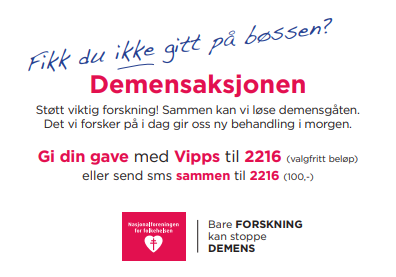 Fikk du ikke gitt på bøssen?
Demensaksjonen
Støtt viktig forskning! Sammen kan vi løse demensgåten.
Det vi forsker på i dag gir oss ny behandling i morgen.
Gi din gave med Vipps til 2216 (valgfritt beløp)
eller send sms sammen til 2216 (100,-)
Nasjonalforeningen
for folkehelsen
Bare FORSKNING
kan stoppe
DEMENS